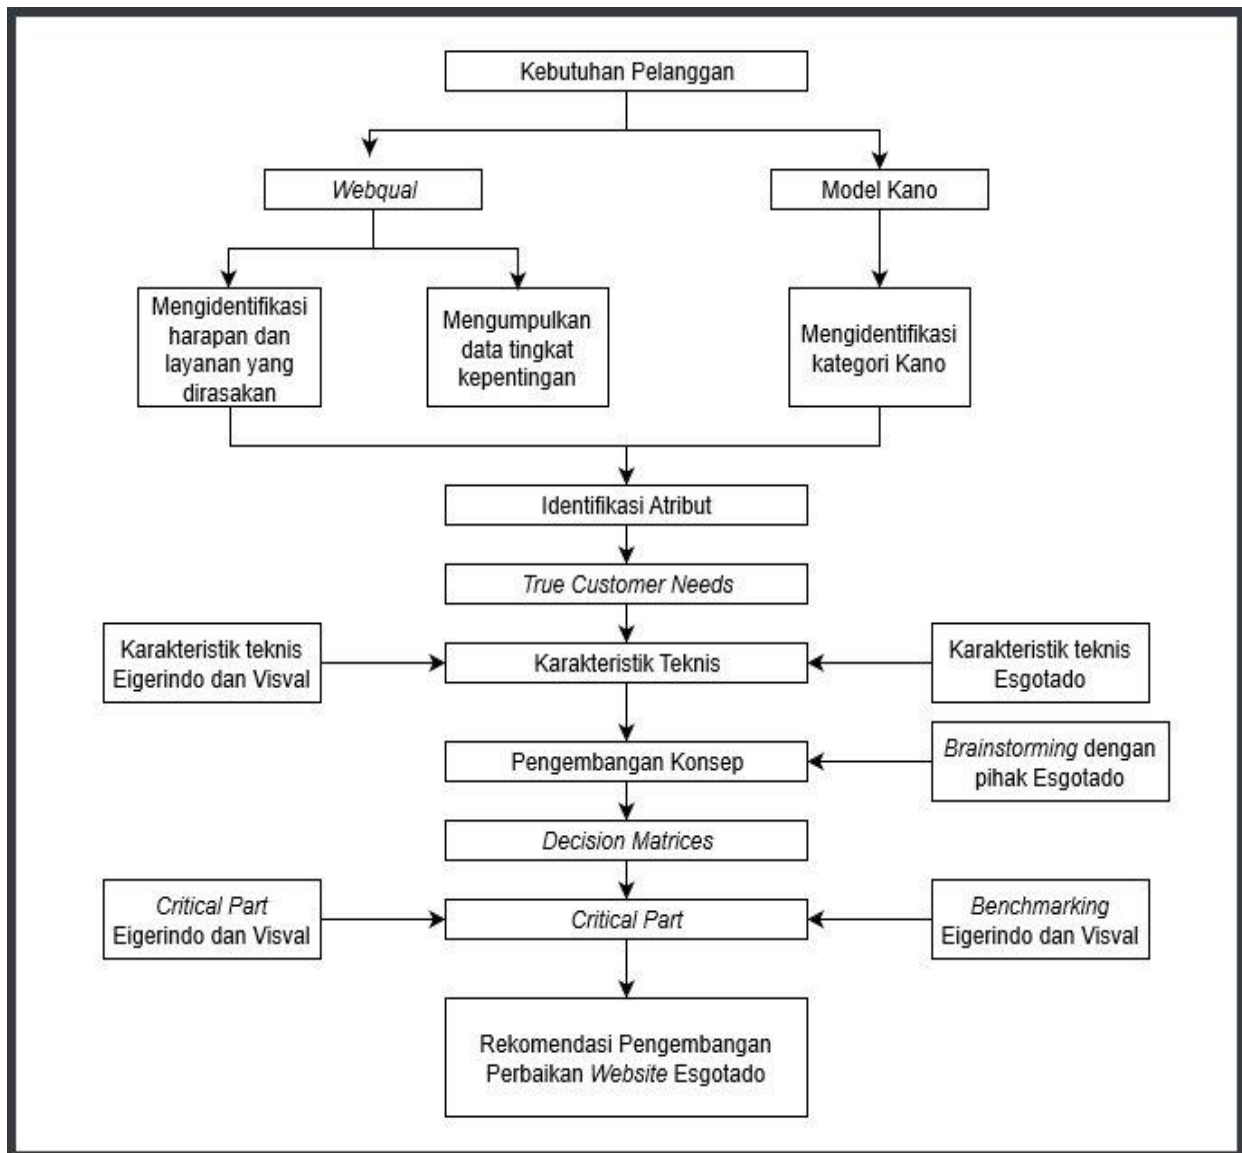 Kebutuhan Pelanggan
Webqual
Model Kano
Mengidentifikasi
harapan dan
layanan yang
dirasakan
Mengumpulkan
data tingkat
kepentingan
Mengidentifikasi
kategori Kano
Identifikasi Atribut
True Customer Needs
Karakteristik teknis
Eigerindo dan Visval
Karakteristik Teknis
Karakteristik teknis
Esgotado
Pengembangan Konsep
Brainstorming dengan
pihak Esgotado
Decision Matrices
Critical Part
Eigerindo dan Visval
Critical Part
Benchmarking
Eigerindo dan Visval
Rekomendasi Pengembangan
Perbaikan Website Esgotado